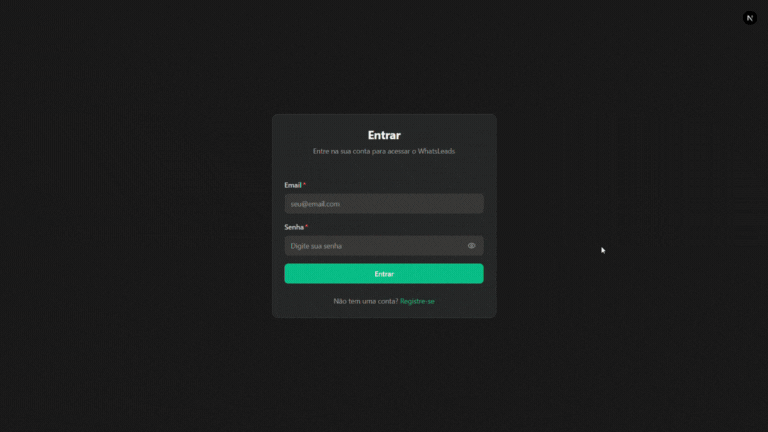 N
Entrar
Entre na sua conta para acessar o WhatsLeads
Email *
seu@email.com
Senha *
Digite sua senha
Entrar
Não tem uma conta? Registre-se